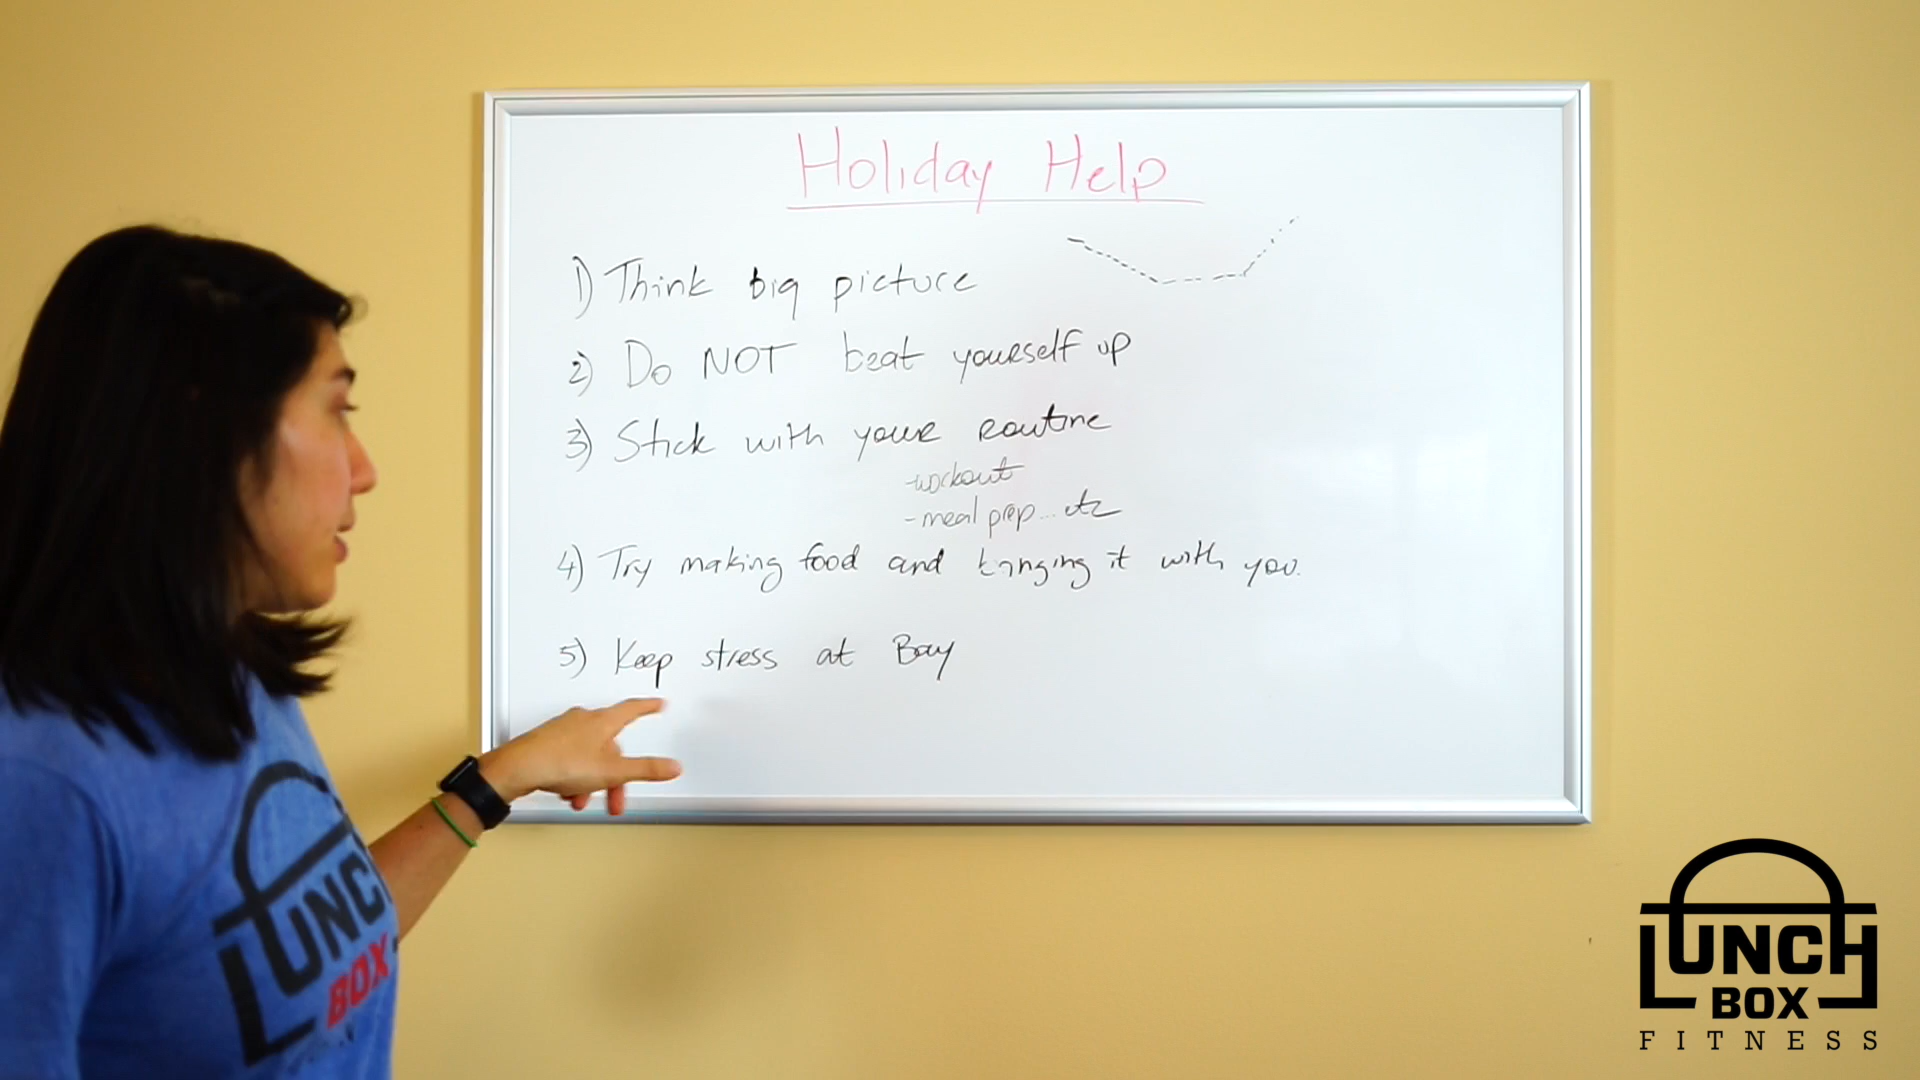 Holiday Help
1) Think big picture
2) Do NOT beat yourself up
3) Stick with your routine
-workout
-meal prep... etc
4) Try making food and bringing it with you.
5) Keep stress at Bay
LUNCH
BOX
LUNCH
BOX
FITNESS